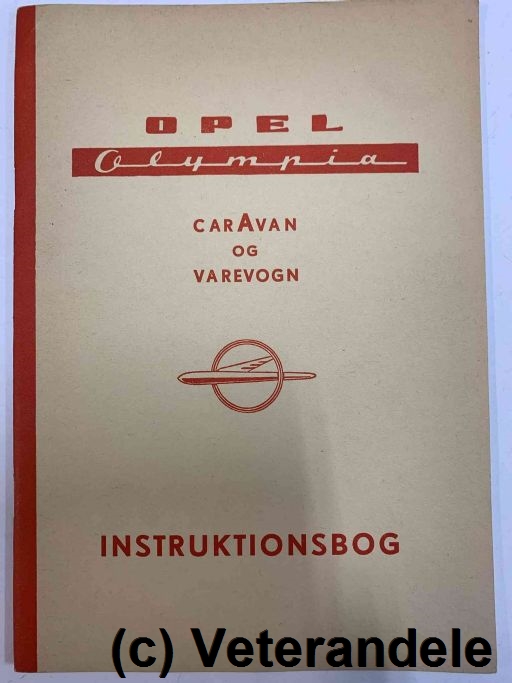 OPEL
Olympia
CARAVAN
OG
VAREVOGN
INSTRUKTIONSBOG
(c) Veterandele